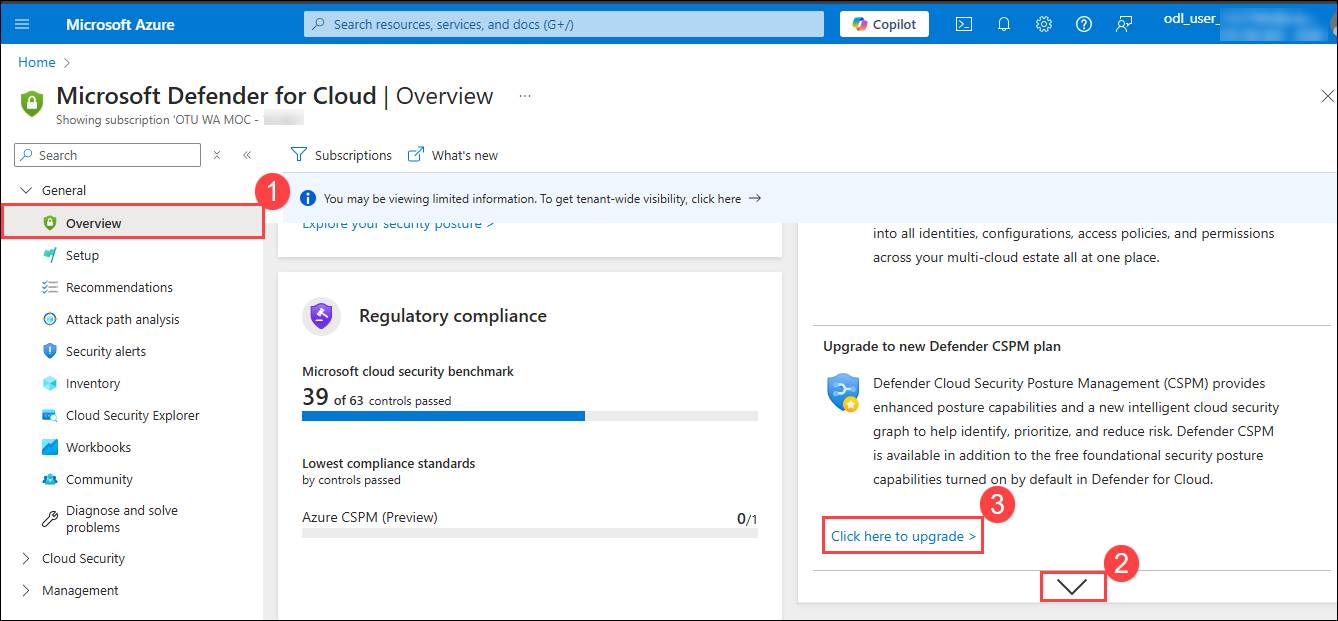 Microsoft Azure
Search resources, services, and docs (G+/)
Copilot
odl_user_
Home >
Microsoft Defender for Cloud | Overview ...
Showing subscription 'OTU WA MOC -
Search
Subscriptions
What's new
General
1
You may be viewing limited information. To get tenant-wide visibility, click here →
Overview
Setup
Recommendations
Attack path analysis
Security alerts
Inventory
Cloud Security Explorer
Workbooks
Community
Diagnose and solve
problems
Cloud Security
Management
Explore your security posture >
Regulatory compliance
Microsoft cloud security benchmark
39 of 63 controls passed
Lowest compliance standards
by controls passed
Azure CSPM (Preview)
0/1
into all identities, configurations, access policies, and permissions
across your multi-cloud estate all at one place.
Upgrade to new Defender CSPM plan
Defender Cloud Security Posture Management (CSPM) provides
enhanced posture capabilities and a new intelligent cloud security
graph to help identify, prioritize, and reduce risk. Defender CSPM
is available in addition to the free foundational security posture
capabilities turned on by default in Defender for Cloud.
3
Click here to upgrade >
2